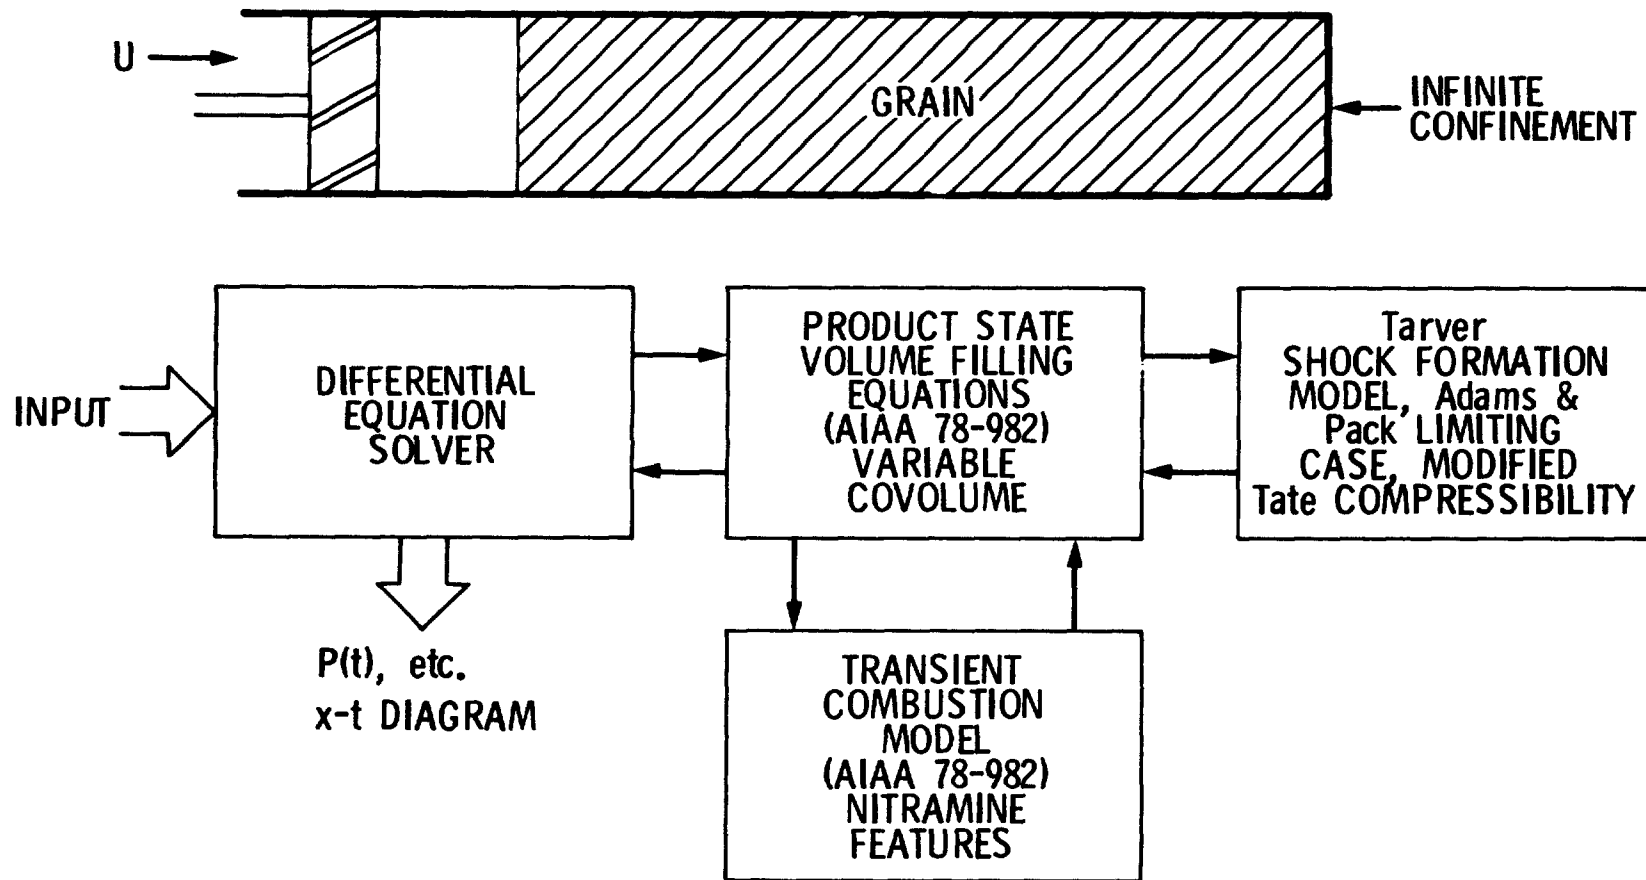 U
GRAIN
INFINITE
CONFINEMENT
INPUT
DIFFERENTIAL
EQUATION
SOLVER
PRODUCT STATE
VOLUME FILLING
EQUATIONS
(AIAA 78-982)
VARIABLE
COVOLUME
Tarver
SHOCK FORMATION
MODEL, Adams &
Pack LIMITING
CASE, MODIFIED
Tate COMPRESSIBILITY
P(t), etc.
x-t DIAGRAM
TRANSIENT
COMBUSTION
MODEL
(AIAA 78-982)
NITRAMINE
FEATURES